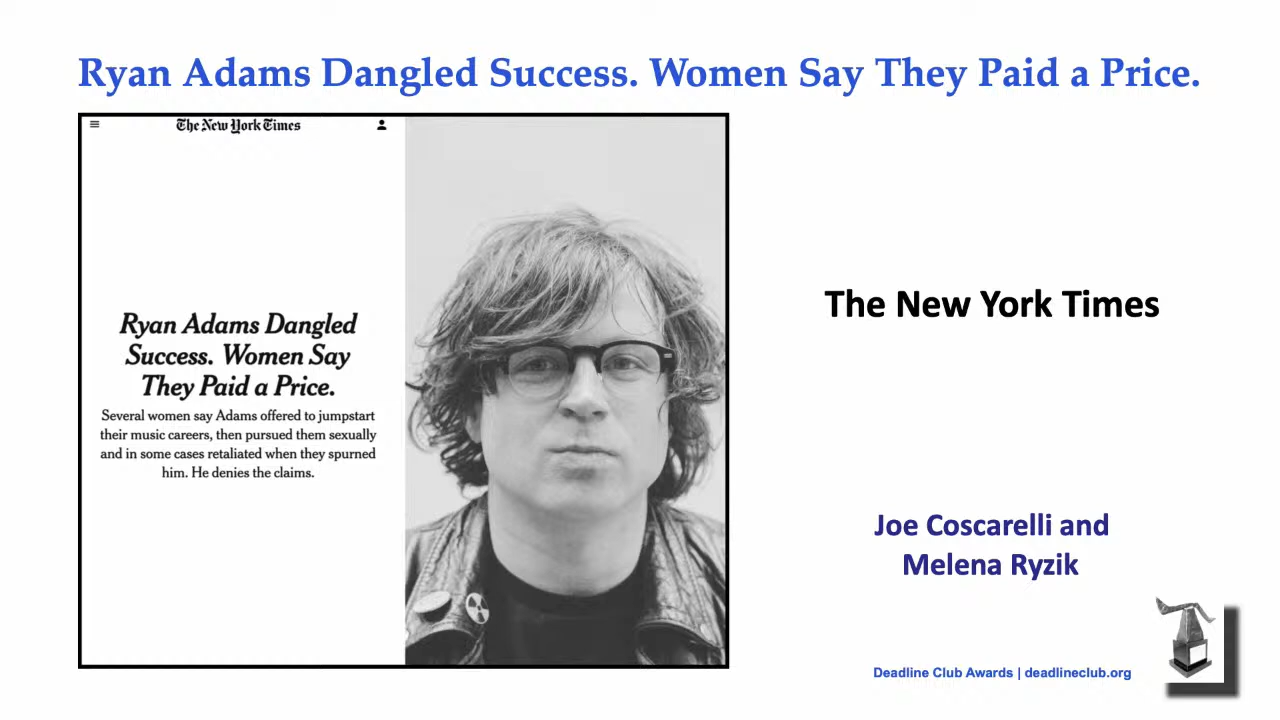 Ryan Adams Dangled Success. Women Say They Paid a Price.
The New York Times
Ryan Adams Dangled
Success. Women Say
They Paid a Price.
Several women say Adams offered to jumpstart
their music careers, then pursued them sexually
and in some cases retaliated when they spurned
him. He denies the claims.
The New York Times
Joe Coscarelli and
Melena Ryzik
Deadline Club Awards | deadlineclub.org